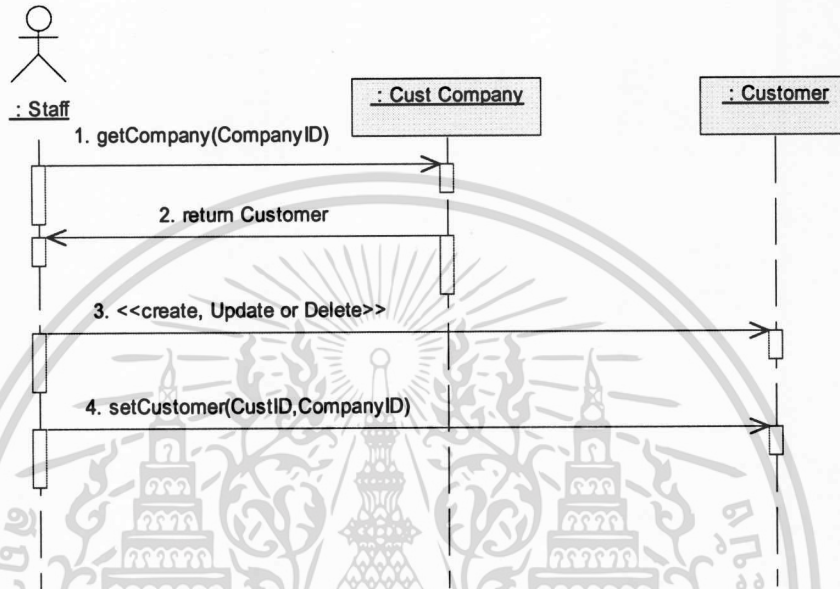 : Staff
: Cust Company
: Customer
1. getCompany(CompanyID)
2. return Customer
3. <<create, Update or Delete>>
4. setCustomer(CustID,CompanyID)